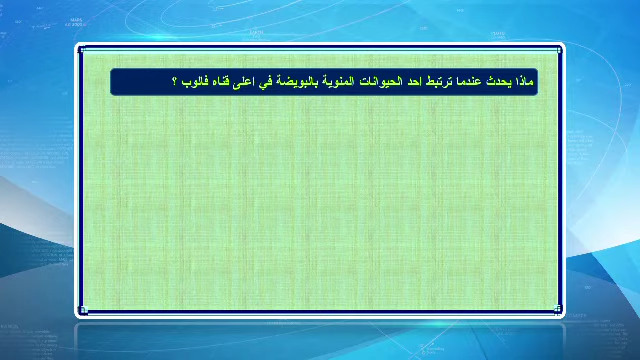 ماذا يحدث عندما ترتبط احد الحيوانات المنوية بالبويضة في اعلى قناه فالوب ؟